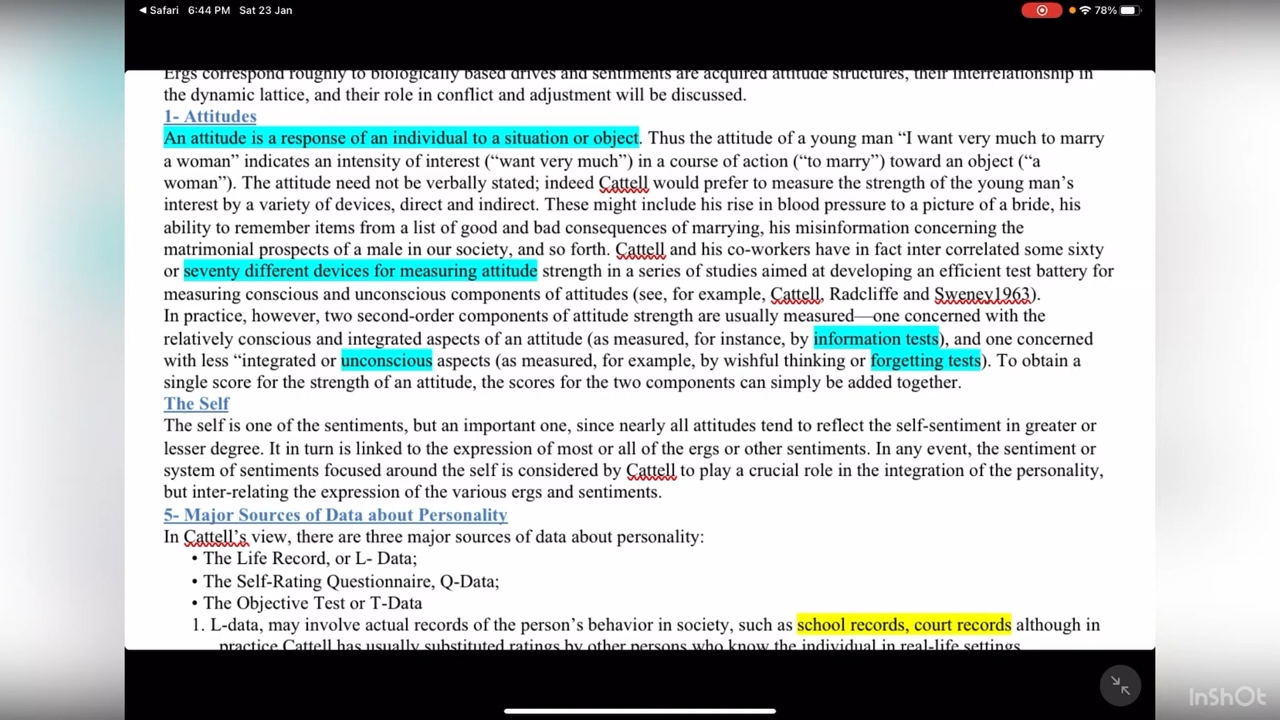 ◀ Safari 6:44 PM Sat 23 Jan 78%
Ergs correspond roughly to biologically based drives and sentiments are acquired attitude structures, their interrelationship in
the dynamic lattice, and their role in conflict and adjustment will be discussed.
1- Attitudes
An attitude is a response of an individual to a situation or object. Thus the attitude of a young man “I want very much to marry
a woman” indicates an intensity of interest (“want very much”) in a course of action (“to marry”) toward an object (“a
woman”). The attitude need not be verbally stated; indeed Cattell would prefer to measure the strength of the young man’s
interest by a variety of devices, direct and indirect. These might include his rise in blood pressure to a picture of a bride, his
ability to remember items from a list of good and bad consequences of marrying, his misinformation concerning the
matrimonial prospects of a male in our society, and so forth. Cattell and his co-workers have in fact inter correlated some sixty
or seventy different devices for measuring attitude strength in a series of studies aimed at developing an efficient test battery for
measuring conscious and unconscious components of attitudes (see, for example, Cattell, Radcliffe and Sweney1963).
In practice, however, two second-order components of attitude strength are usually measured—one concerned with the
relatively conscious and integrated aspects of an attitude (as measured, for instance, by information tests), and one concerned
with less “integrated or unconscious aspects (as measured, for example, by wishful thinking or forgetting tests). To obtain a
single score for the strength of an attitude, the scores for the two components can simply be added together.
The Self
The self is one of the sentiments, but an important one, since nearly all attitudes tend to reflect the self-sentiment in greater or
lesser degree. It in turn is linked to the expression of most or all of the ergs or other sentiments. In any event, the sentiment or
system of sentiments focused around the self is considered by Cattell to play a crucial role in the integration of the personality,
but inter-relating the expression of the various ergs and sentiments.
5- Major Sources of Data about Personality
In Cattell’s view, there are three major sources of data about personality:
• The Life Record, or L- Data;
• The Self-Rating Questionnaire, Q-Data;
• The Objective Test or T-Data
1. L-data, may involve actual records of the person’s behavior in society, such as school records, court records although in
practice Cattell has usually substituted ratings by other persons who know the individual in real-life settings
InShOt